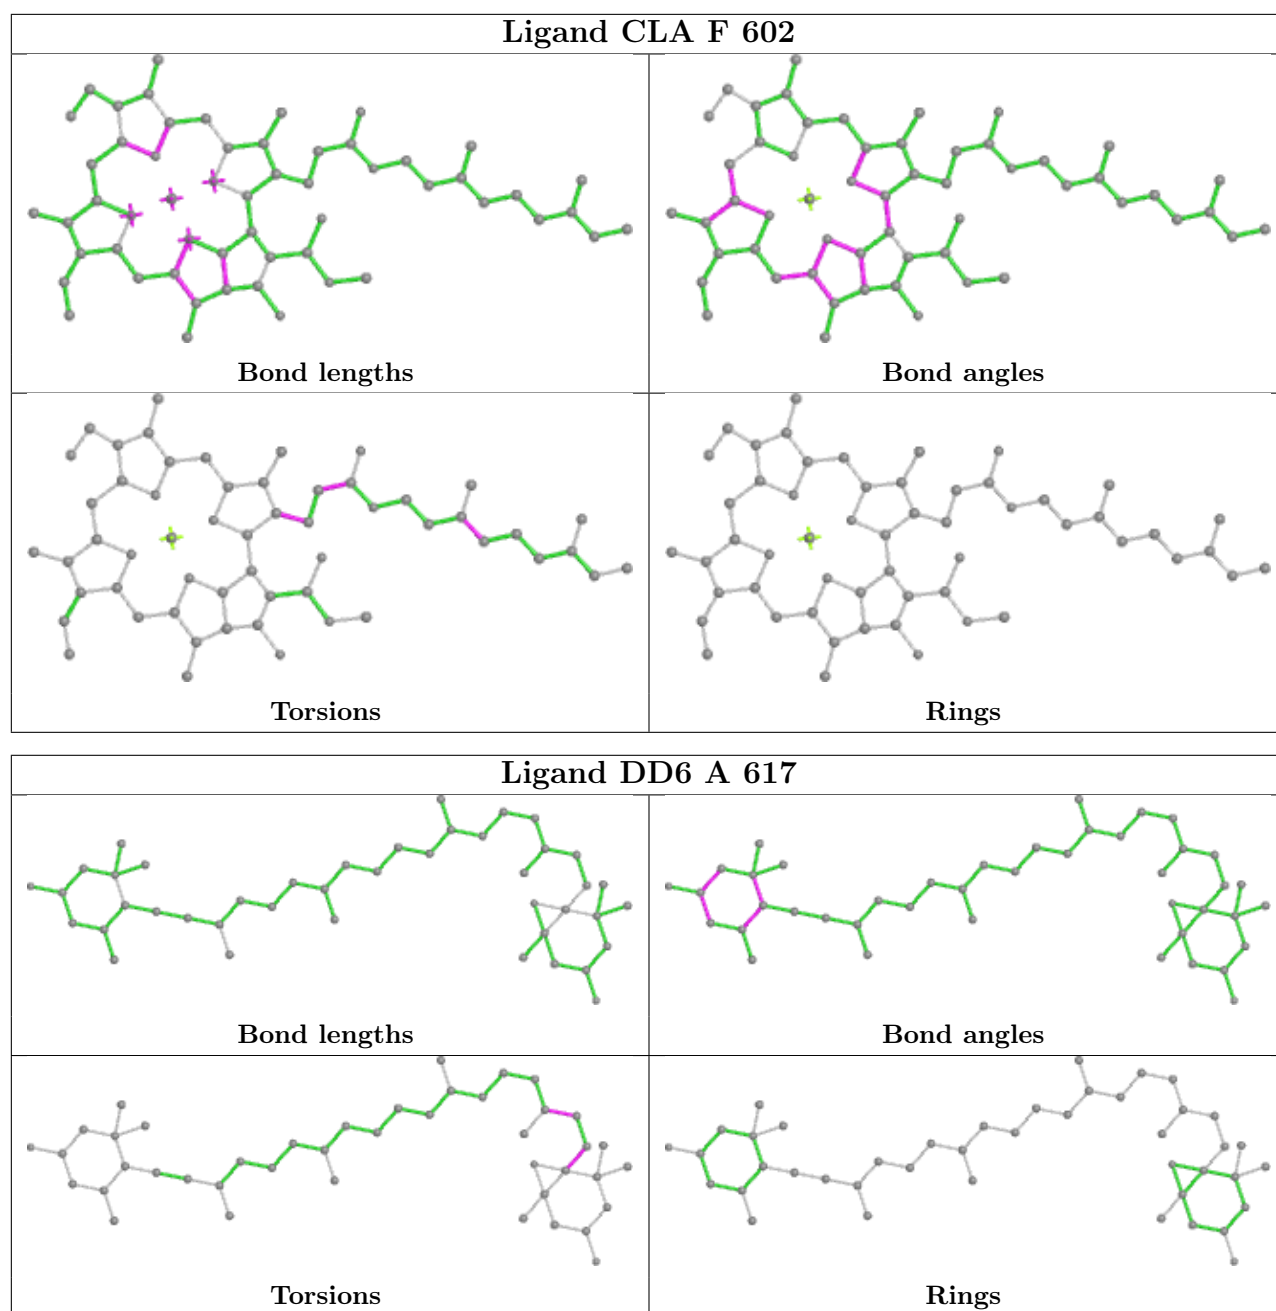 Ligand CLA F 602
Bond lengths
Bond angles
Torsions
Rings
Ligand DD6 A 617
Bond lengths
Bond angles
Torsions
Rings